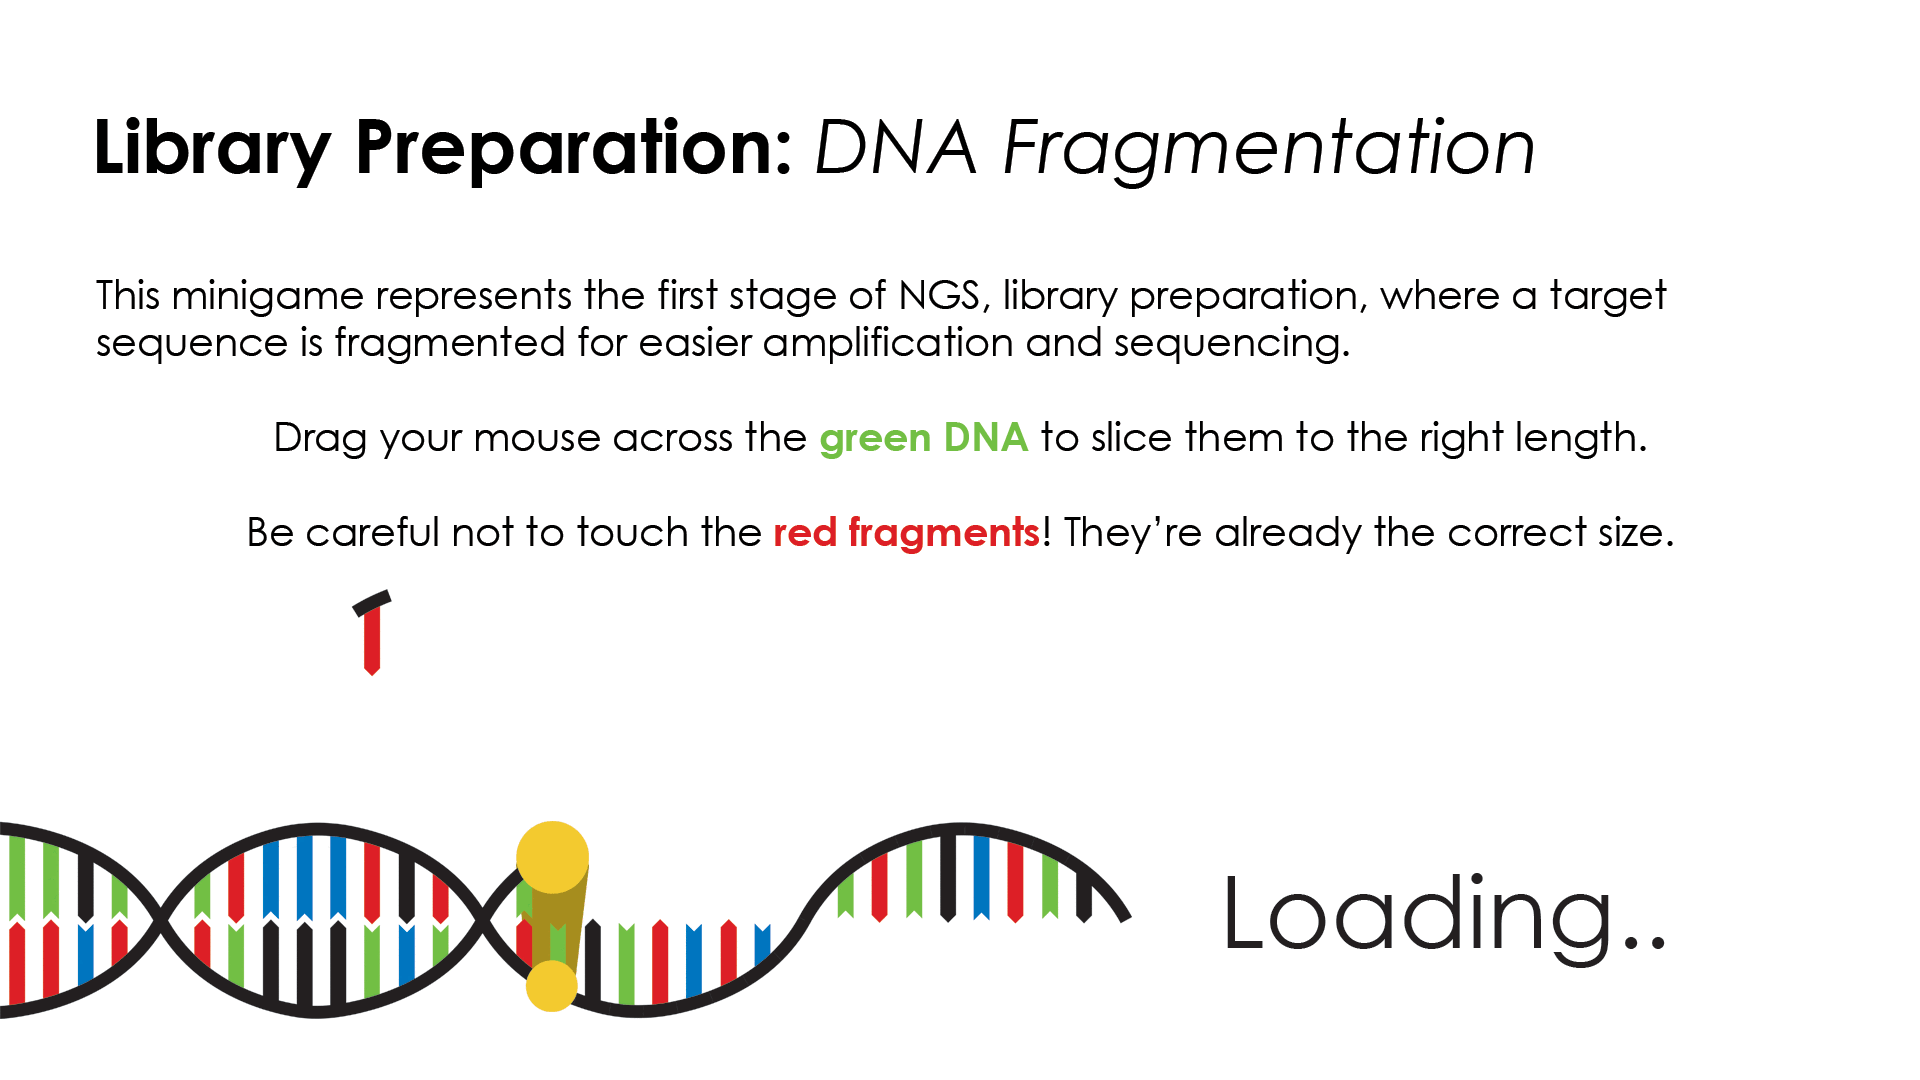 Library Preparation: DNA Fragmentation
This minigame represents the first stage of NGS, library preparation, where a target
sequence is fragmented for easier amplification and sequencing.
Drag your mouse across the green DNA to slice them to the right length.
Be careful not to touch the red fragments! They’re already the correct size.
Loading..